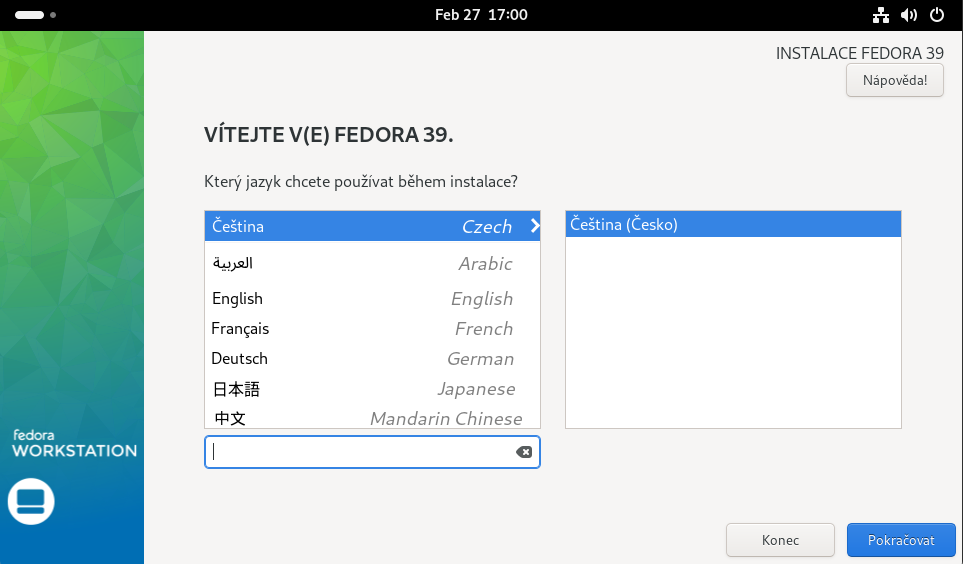 Feb 27 17:00
INSTALACE FEDORA 39
Nápověda!
VÍTEJTE V(E) FEDORA 39.
Který jazyk chcete používat během instalace?
Čeština Czech
Čeština (Česko)
العربية Arabic
English English
Français French
Deutsch German
日本語 Japanese
中文 Mandarin Chinese
fedora
WORKSTATION
Konec
Pokračovat